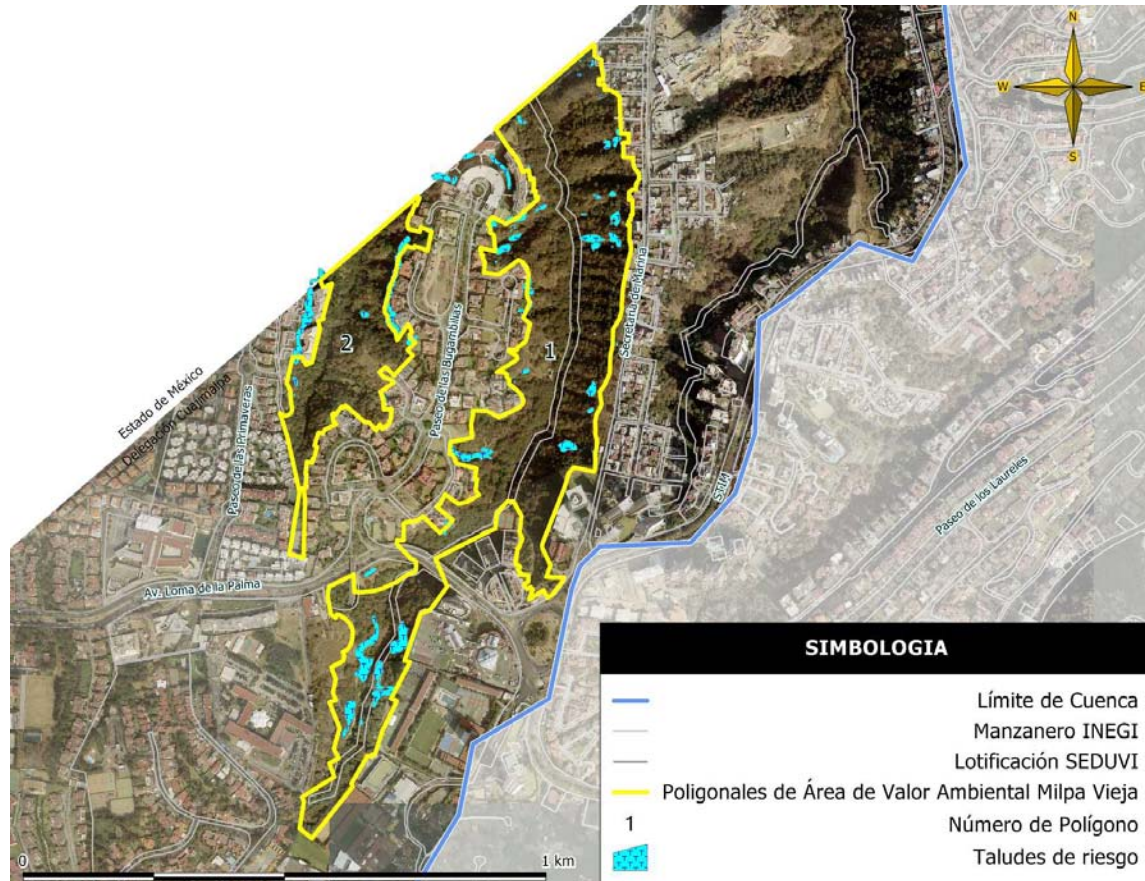 N
W
E
S
Secretaría de Marina
2
1
Paseo de las Bugambilias
Estado de México
Delegación Cuajimalpa
Paseo de las Primaveras
STIM
Paseo de los Laureles
Av. Loma de la Palma
SIMBOLOGIA
Límite de Cuenca
Manzanero INEGI
Lotificación SEDUVI
Poligonales de Área de Valor Ambiental Milpa Vieja
1
Número de Polígono
Taludes de riesgo
0
1 km